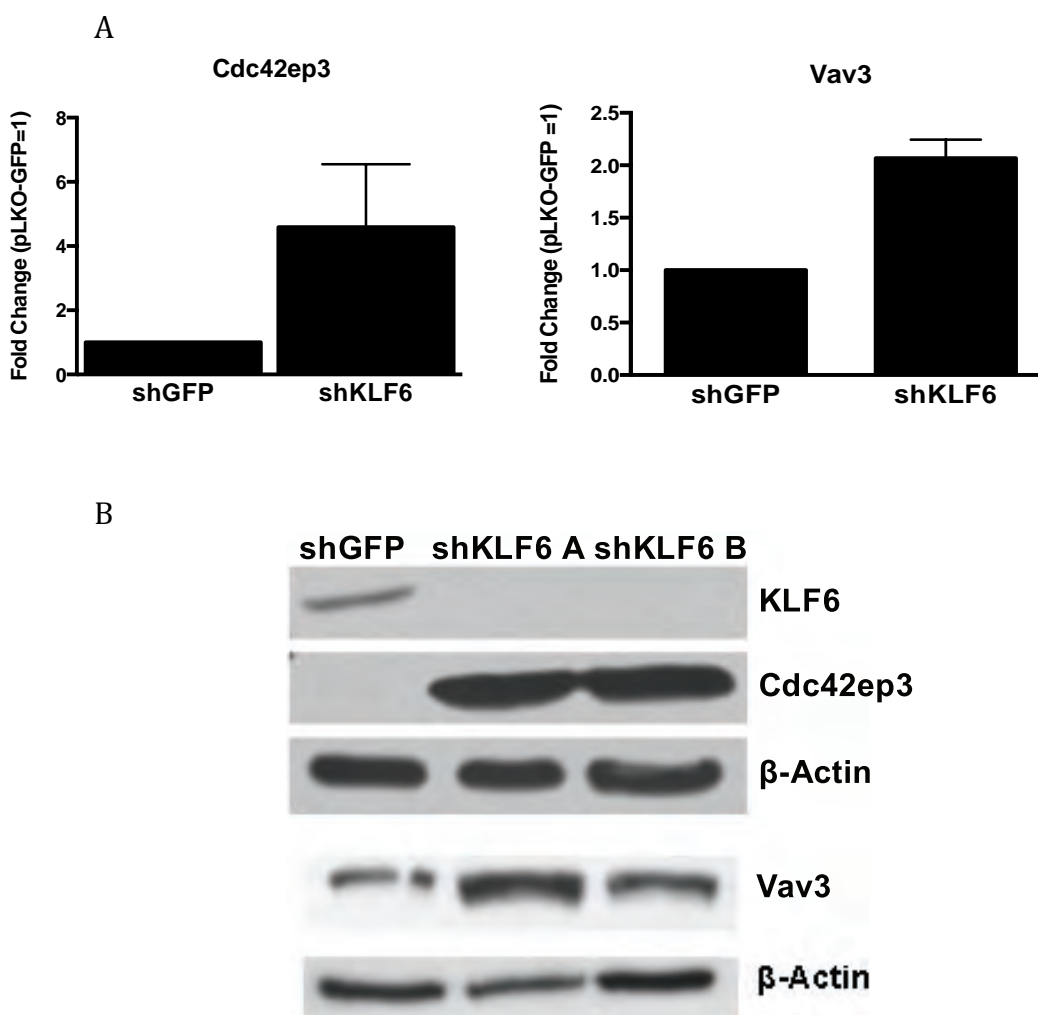 A
Cdc42ep3
Fold Change (pLKO-GFP=1)
8
6
4
2
0
shGFP shKLF6
Vav3
Fold Change (pLKO-GFP =1)
2.5
2.0
1.5
1.0
0.5
0.0
shGFP shKLF6
B
shGFP shKLF6 A shKLF6 B
KLF6
Cdc42ep3
β-Actin
Vav3
β-Actin